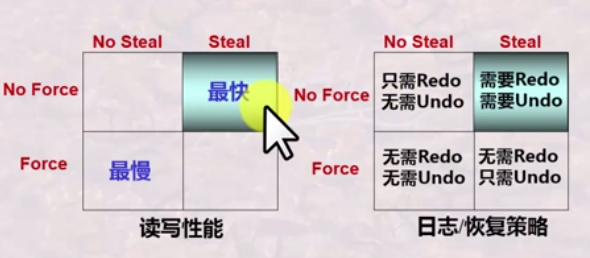 No Steal Steal
No Force 最快
Force 最慢
读写性能
No Steal Steal
No Force
只需Redo 需要Redo
无需Undo 需要Undo
Force
无需Redo 无需Redo
无需Undo 只需Undo
日志/恢复策略